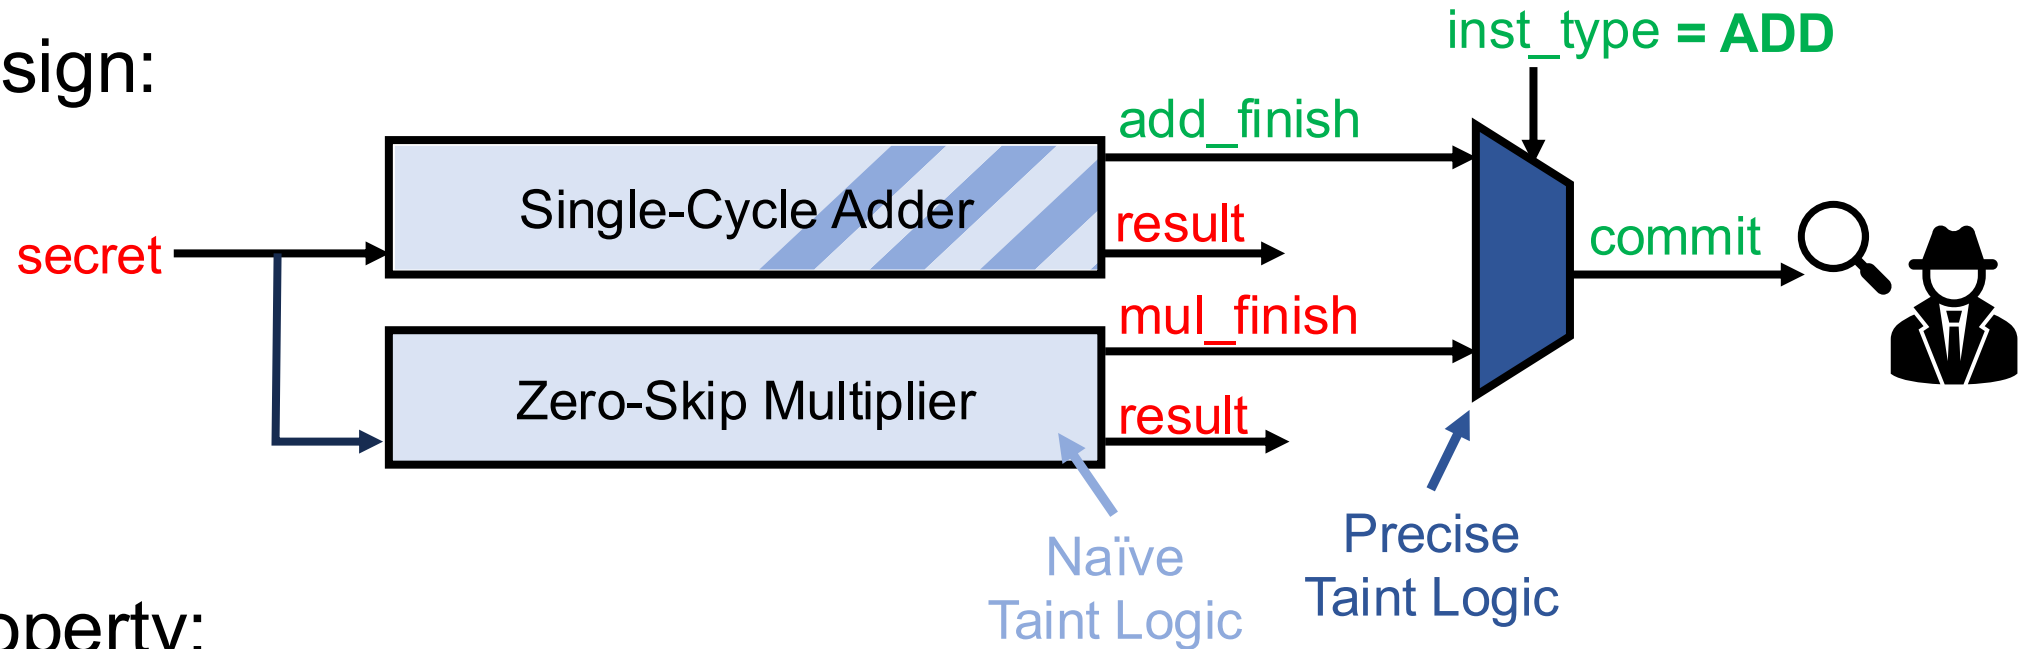 sign:
inst_type = ADD
add_finish
Single-Cycle Adder
result
secret
commit
mul_finish
Zero-Skip Multiplier
result
Naïve
Taint Logic
Precise
Taint Logic
operty: